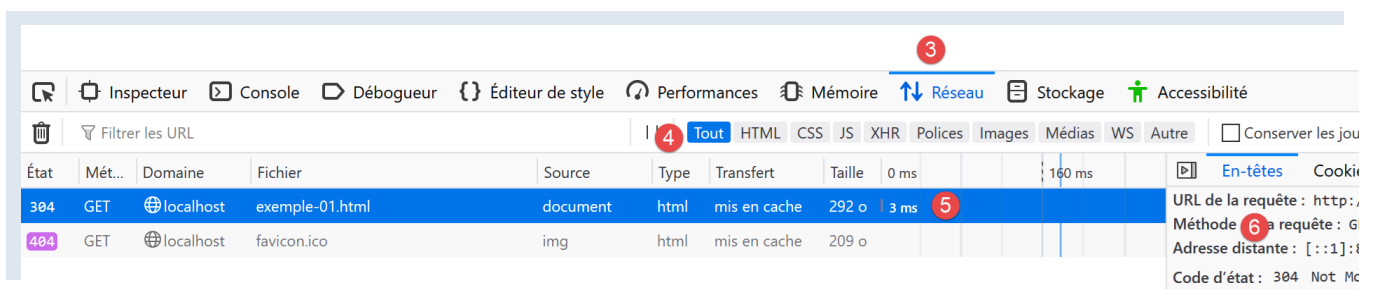 3
Inspecteur Console Débogueur {} Éditeur de style Performances Mémoire Réseau Stockage Accessibilité
Filtrer les URL 4 Tout HTML CSS JS XHR Polices Images Médias WS Autre Conserver les jou
État Mét... Domaine Fichier Source Type Transfert Taille 0 ms 160 ms En-têtes Cookie
304 GET localhost exemple-01.html document html mis en cache 292 o 3 ms 5
404 GET localhost favicon.ico img html mis en cache 209 o
URL de la requête : http:/
Méthode 6 a requête : GE
Adresse distante : [::1]:8
Code d'état : 304 Not Mo